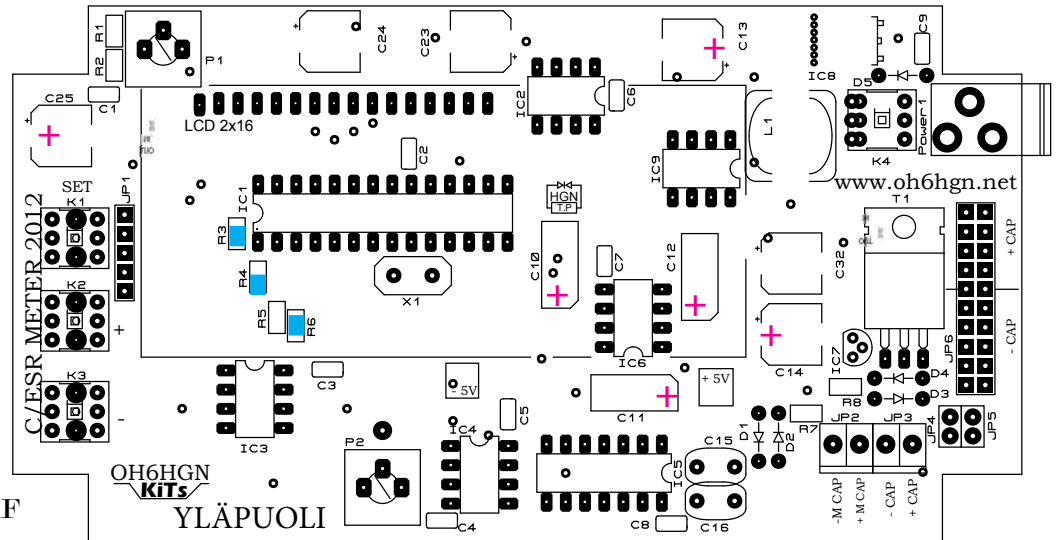 R1
R2
P1
C24
C23
C13
C9
IC8
D5
Power1
K4
C25
C1
LCD 2x16
IC2
C6
L1
IC9
C2
www.oh6hgn.net
SET
K1
JP1
IC1
HGN
T.P
T1
R3
R4
R5
R6
X1
C10
C7
C12
C32
+ CAP
- CAP
C/ESR METER 2012
K2
+
K3
-
IC6
C14
IC7
JP6
D4
D3
R8
C3
- 5V
+ 5V
C11
C5
IC3
P2
IC4
R7
D1
D2
JP2
JP3
JP4
JP5
C15
IC5
C16
C8
C4
OH6HGN
KiTs
YLÄPUOLI
-M CAP
+ M CAP
- CAP
+ CAP
F